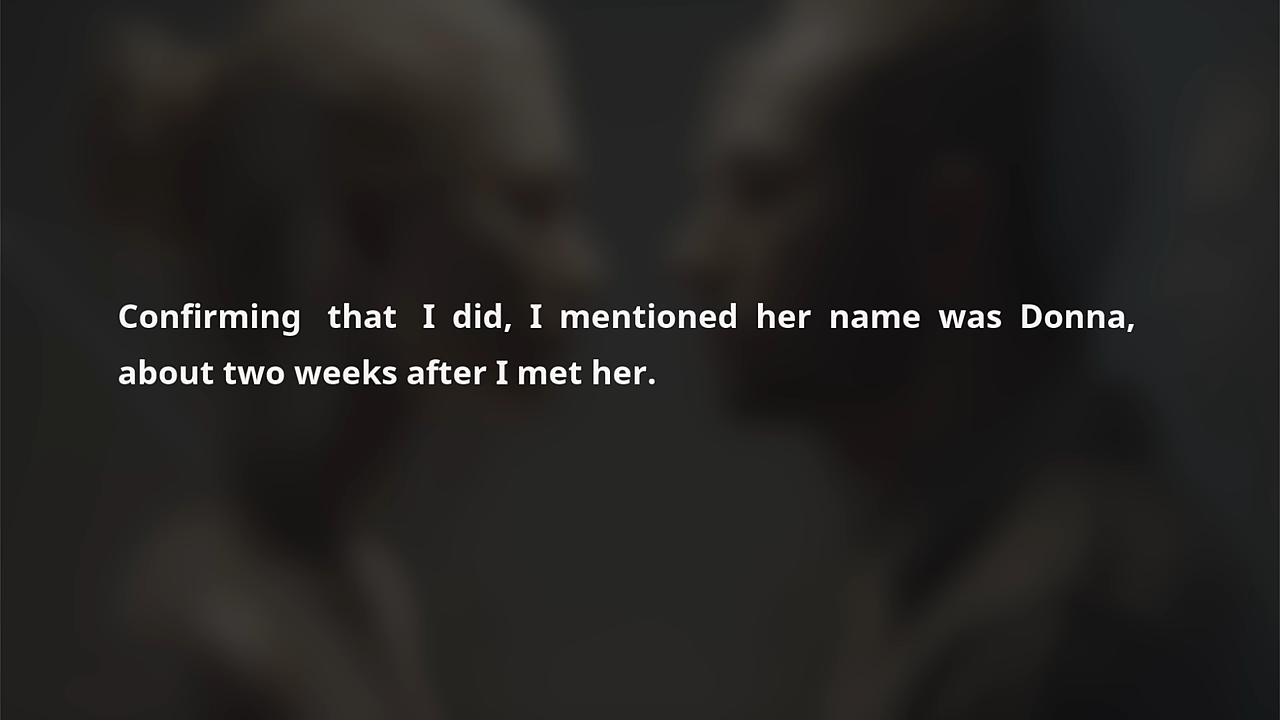 Confirming that I did, I mentioned her name was Donna,
about two weeks after I met her.